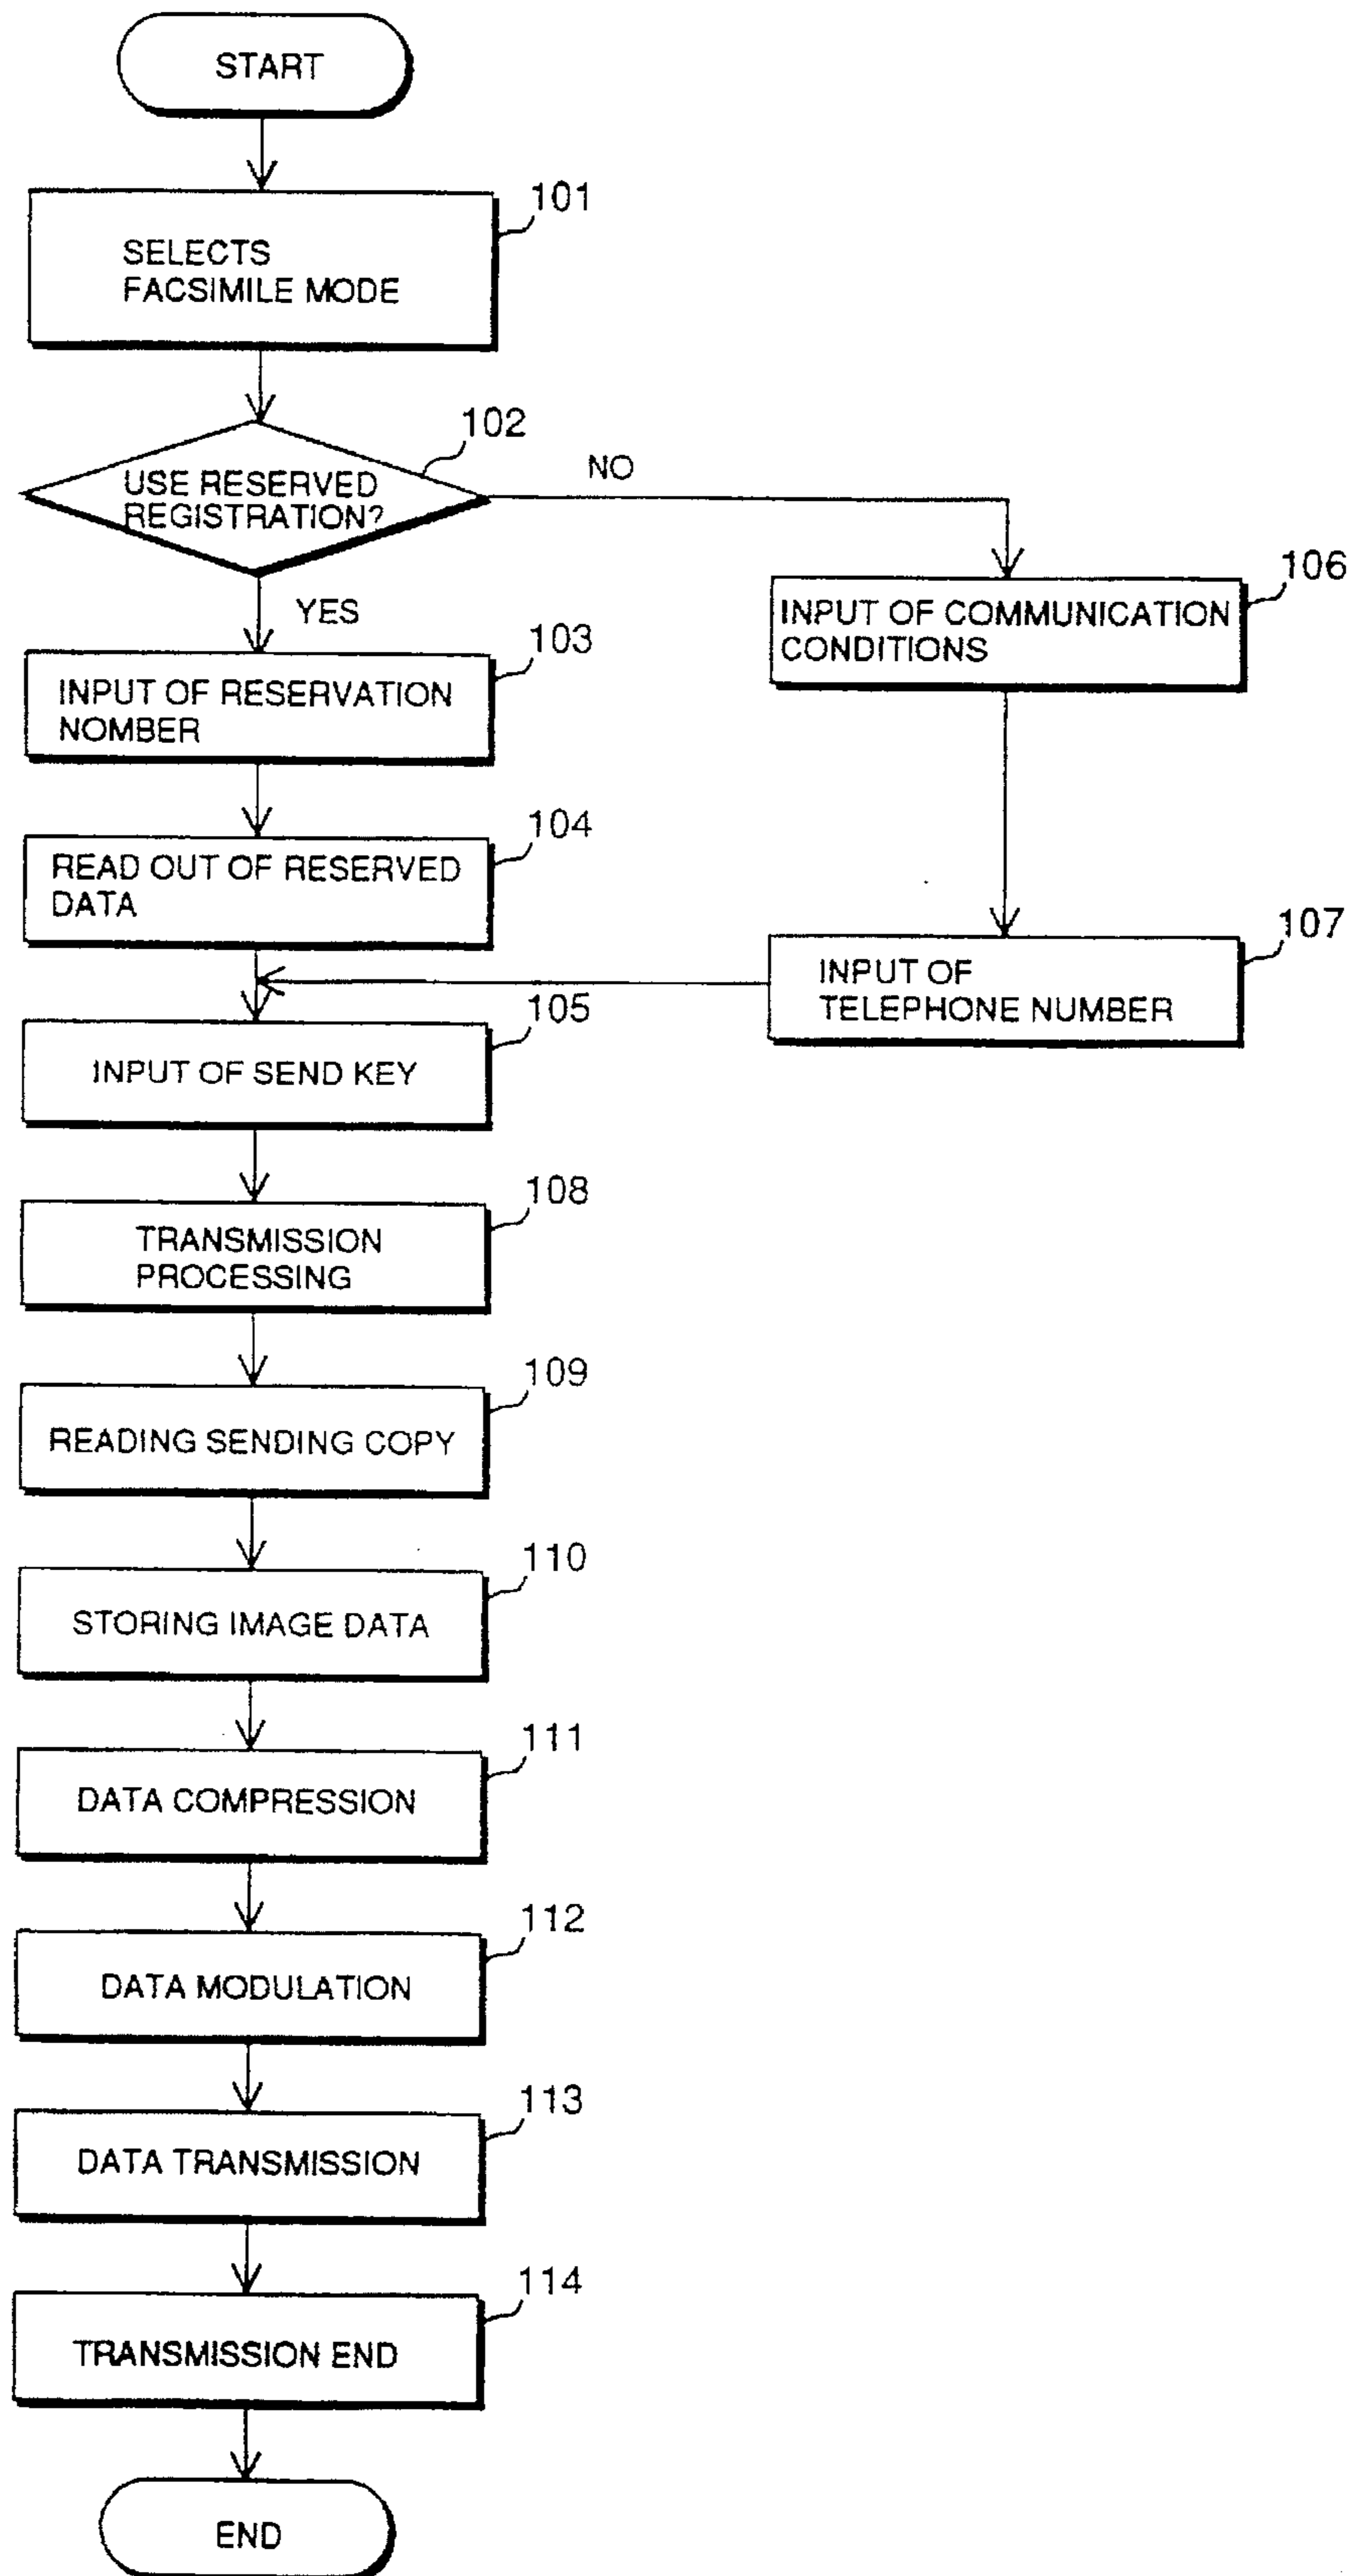 START
101
SELECTS
FACSIMILE MODE
102
USE RESERVED
REGISTRATION?
NO
YES
106
INPUT OF COMMUNICATION
CONDITIONS
103
INPUT OF RESERVATION
NOMBER
104
READ OUT OF RESERVED
DATA
107
INPUT OF
TELEPHONE NUMBER
105
INPUT OF SEND KEY
108
TRANSMISSION
PROCESSING
109
READING SENDING COPY
110
STORING IMAGE DATA
111
DATA COMPRESSION
112
DATA MODULATION
113
DATA TRANSMISSION
114
TRANSMISSION END
END